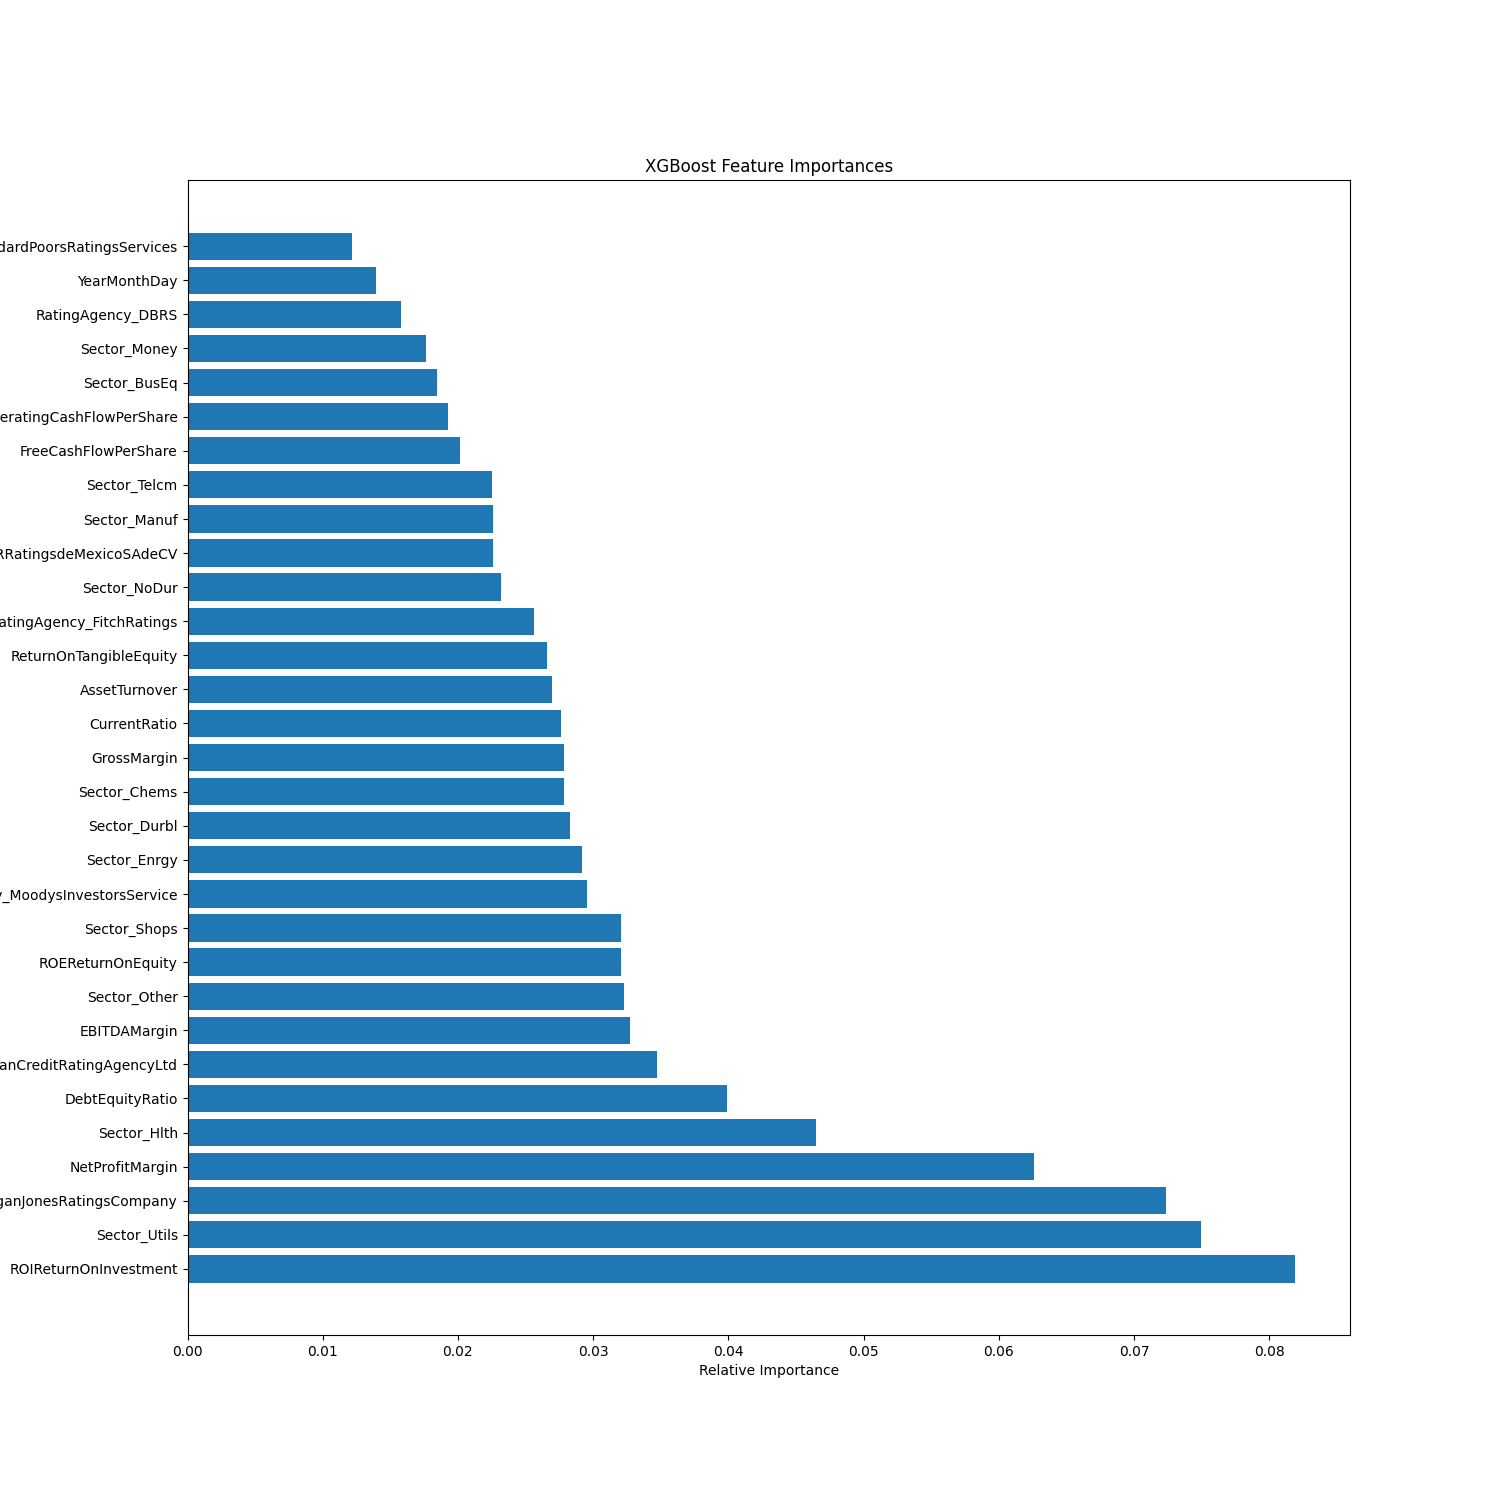 XGBoost Feature Importances
dardPoorsRatingsServices
YearMonthDay
RatingAgency_DBRS
Sector_Money
Sector_BusEq
eratingCashFlowPerShare
FreeCashFlowPerShare
Sector_Telcm
Sector_Manuf
RRatingsdeMexicoSAdeCV
Sector_NoDur
atingAgency_FitchRatings
ReturnOnTangibleEquity
AssetTurnover
CurrentRatio
GrossMargin
Sector_Chems
Sector_Durbl
Sector_Enrgy
y_MoodysInvestorsService
Sector_Shops
ROEReturnOnEquity
Sector_Other
EBITDAMargin
anCreditRatingAgencyLtd
DebtEquityRatio
Sector_Hlth
NetProfitMargin
ganJonesRatingsCompany
Sector_Utils
ROIReturnOnInvestment
0.00 0.01 0.02 0.03 0.04 0.05 0.06 0.07 0.08
Relative Importance